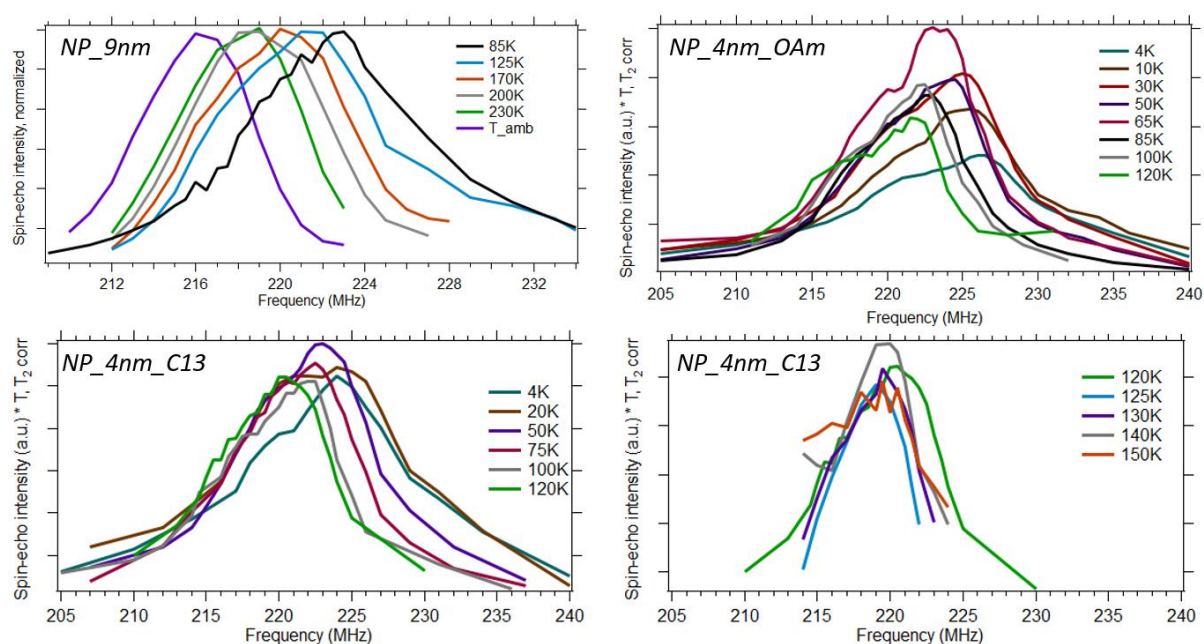 NP_9nm
Spin-echo intensity, normalized
85K
125K
170K
200K
230K
T_amb
212 216 220 224 228 232
Frequency (MHz)
NP_4nm_OAm
Spin-echo intensity (a.u.) * T, T2 corr
4K
10K
30K
50K
65K
85K
100K
120K
205 210 215 220 225 230 235 240
Frequency (MHz)
NP_4nm_C13
Spin-echo intensity (a.u.) * T, T2 corr
4K
20K
50K
75K
100K
120K
205 210 215 220 225 230 235 240
Frequency (MHz)
NP_4nm_C13
Spin-echo intensity (a.u.) * T, T2 corr
120K
125K
130K
140K
150K
205 210 215 220 225 230 235 240
Frequency (MHz)